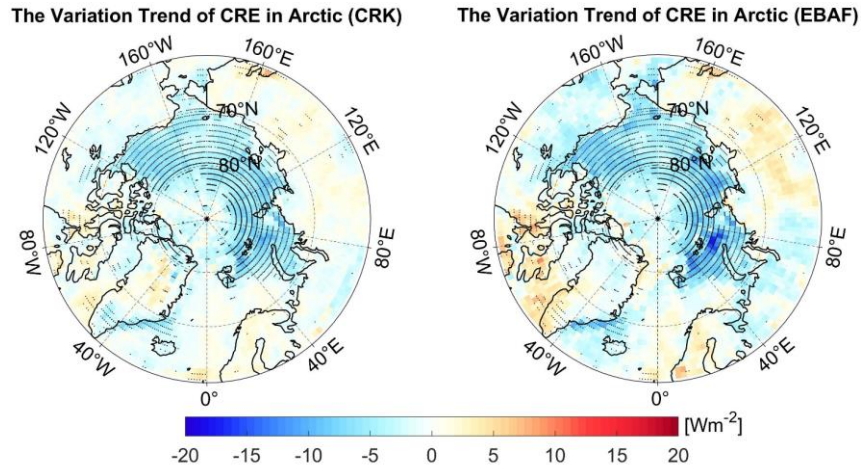 The Variation Trend of CRE in Arctic (CRK)
160°W
160°E
120°W
120°E
70°N
80°N
80°W
80°E
40°W
40°E
0°
The Variation Trend of CRE in Arctic (EBAF)
160°W
160°E
120°W
120°E
70°N
80°N
80°W
80°E
40°W
40°E
0°
-20 -15 -10 -5 0 5 10 15 20 [Wm-2]